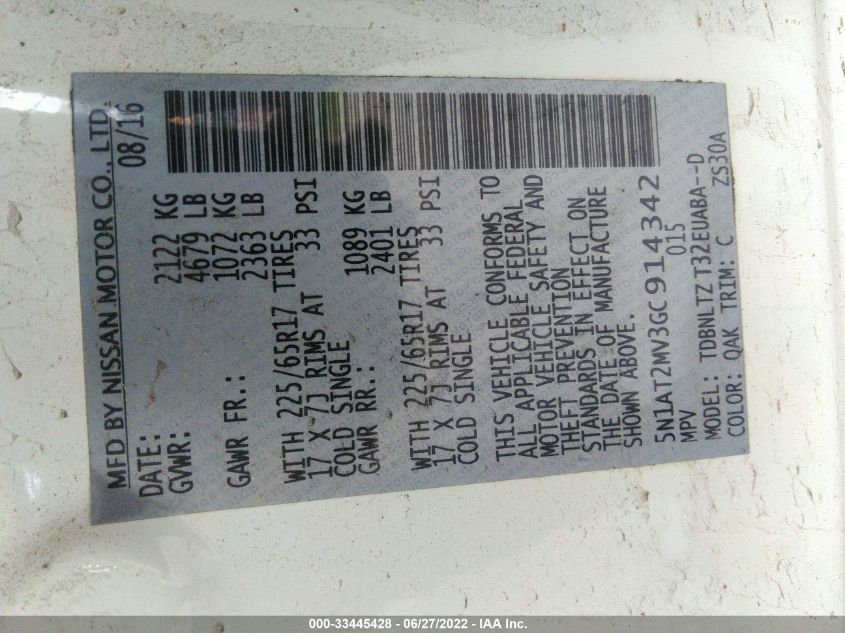 MFD BY NISSAN MOTOR CO., LTD.
DATE: 08/16
GVWR: 2122 KG
4679 LB
GAWR FR.: 1072 KG
2363 LB
WITH 225/65R17 TIRES
17 X 7J RIMS AT 33 PSI
COLD SINGLE
GAWR RR.: 1089 KG
2401 LB
WITH 225/65R17 TIRES
17 X 7J RIMS AT 33 PSI
COLD SINGLE
THIS VEHICLE CONFORMS TO
ALL APPLICABLE FEDERAL
MOTOR VEHICLE SAFETY AND
THEFT PREVENTION
STANDARDS IN EFFECT ON
THE DATE OF MANUFACTURE
SHOWN ABOVE.
5N1AT2MV3GC914342
MPV 015
MODEL: TDBNLTZ T32EUABA--D
COLOR: QAK TRIM: C ZS30A
000-33445428 - 06/27/2022 - IAA Inc.